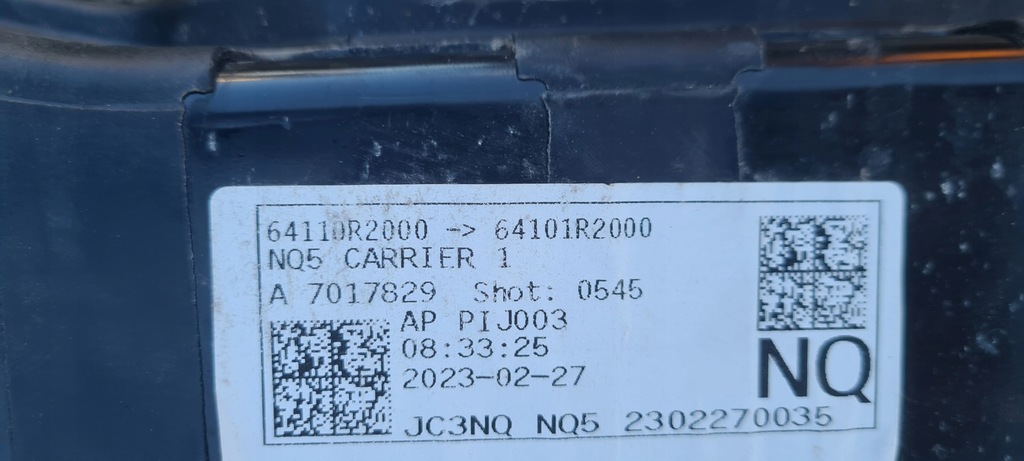 64110R2000 -> 64101R2000
NQ5 CARRIER 1
A 7017829 Shot: 0545
AP PIJ003
08:33:25
2023-02-27
NQ
JC3NQ NQ5 2302270035